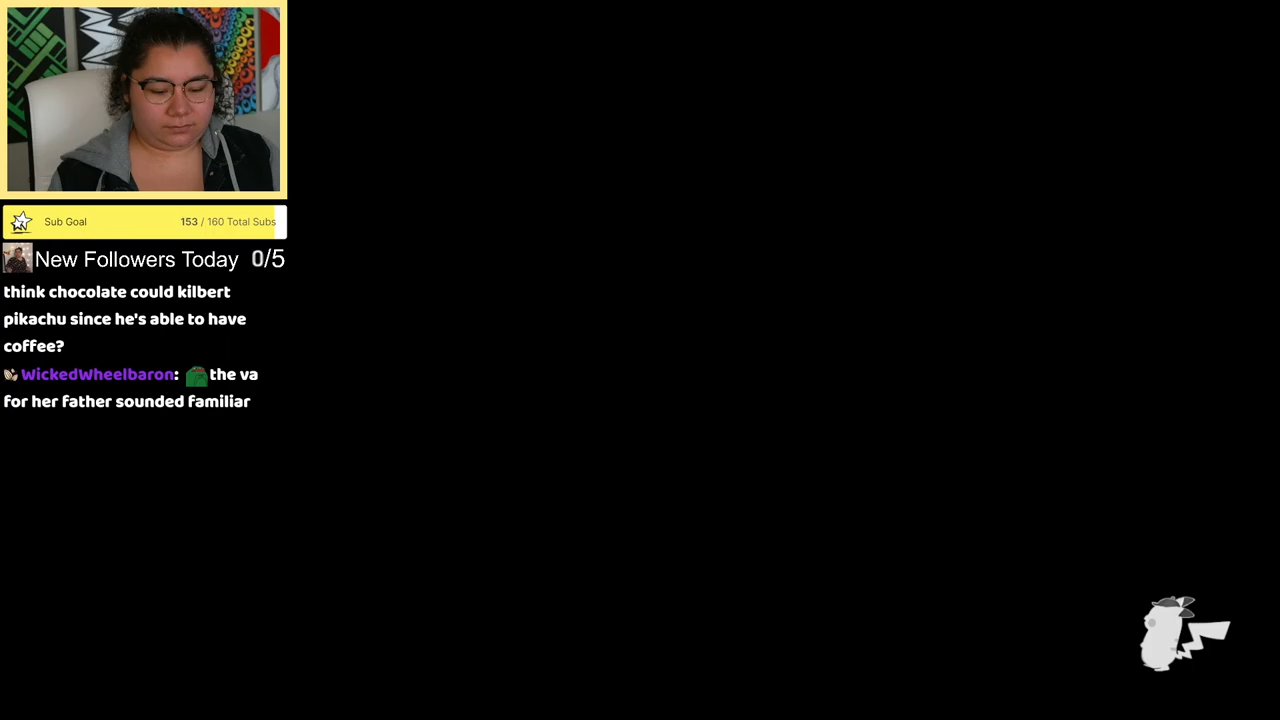 Sub Goal 153 / 160 Total Subs
New Followers Today 0/5
think chocolate could kilbert
pikachu since he's able to have
coffee?
WickedWheelbaron: the va
for her father sounded familiar